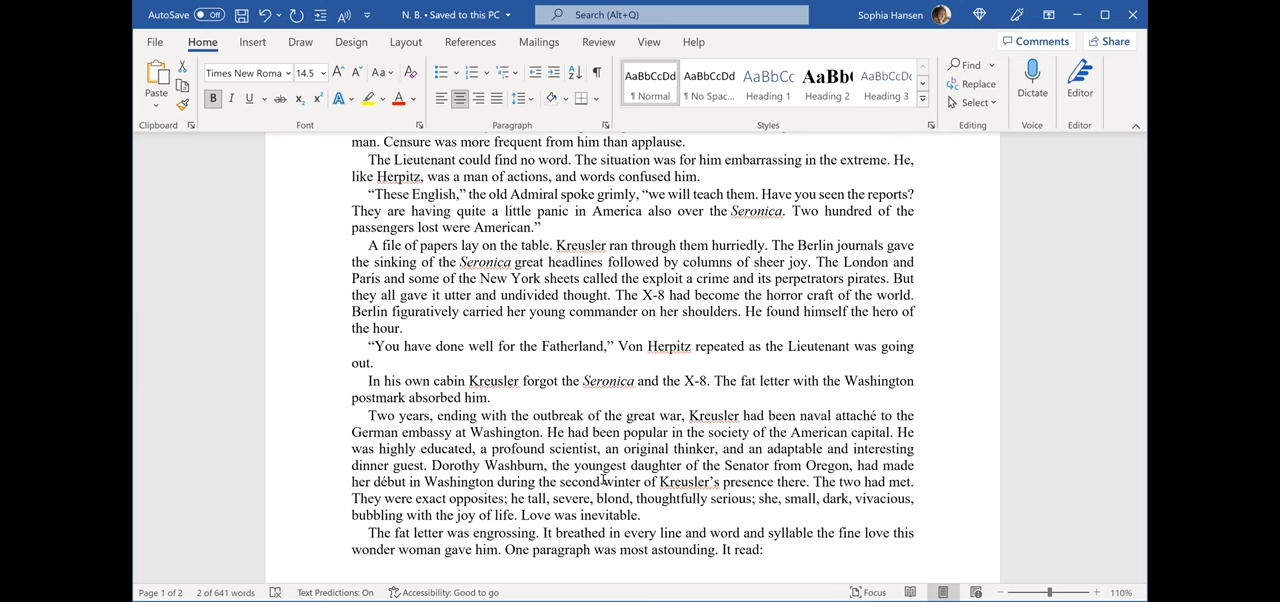 AutoSave Off N. B. • Saved to this PC Search (Alt+Q) Sophia Hansen
File Home Insert Draw Design Layout References Mailings Review View Help Comments Share
Times New Roma 14.5 A A Aa A AaBbCcDd AaBbCcDd AaBbCc AaBb( AaBbCcDc Find
Paste B I U ab x₂ x² A A ¶ Normal ¶ No Spac... Heading 1 Heading 2 Heading 3 Replace Dictate Editor
Select
Clipboard Font Paragraph Styles Editing Voice Editor
man. Censure was more frequent from him than applause.
The Lieutenant could find no word. The situation was for him embarrassing in the extreme. He,
like Herpitz, was a man of actions, and words confused him.
“These English,” the old Admiral spoke grimly, “we will teach them. Have you seen the reports?
They are having quite a little panic in America also over the Seronica. Two hundred of the
passengers lost were American.”
A file of papers lay on the table. Kreusler ran through them hurriedly. The Berlin journals gave
the sinking of the Seronica great headlines followed by columns of sheer joy. The London and
Paris and some of the New York sheets called the exploit a crime and its perpetrators pirates. But
they all gave it utter and undivided thought. The X-8 had become the horror craft of the world.
Berlin figuratively carried her young commander on her shoulders. He found himself the hero of
the hour.
“You have done well for the Fatherland,” Von Herpitz repeated as the Lieutenant was going
out.
In his own cabin Kreusler forgot the Seronica and the X-8. The fat letter with the Washington
postmark absorbed him.
Two years, ending with the outbreak of the great war, Kreusler had been naval attaché to the
German embassy at Washington. He had been popular in the society of the American capital. He
was highly educated, a profound scientist, an original thinker, and an adaptable and interesting
dinner guest. Dorothy Washburn, the youngest daughter of the Senator from Oregon, had made
her début in Washington during the second winter of Kreusler’s presence there. The two had met.
They were exact opposites; he tall, severe, blond, thoughtfully serious; she, small, dark, vivacious,
bubbling with the joy of life. Love was inevitable.
The fat letter was engrossing. It breathed in every line and word and syllable the fine love this
wonder woman gave him. One paragraph was most astounding. It read:
Page 1 of 2 2 of 641 words Text Predictions: On Accessibility: Good to go Focus 110%